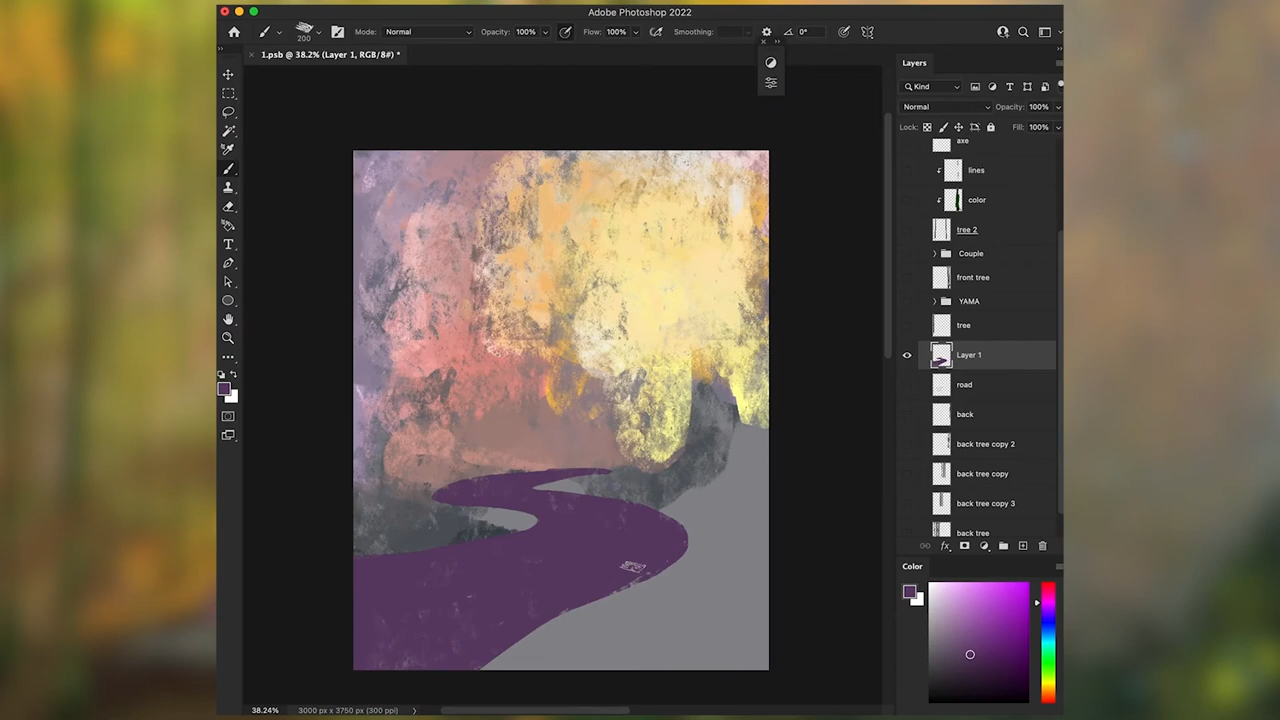 Adobe Photoshop 2022
200 Mode: Normal Opacity: 100% Flow: 100% Smoothing: 0°
× 1.psb @ 38.2% (Layer 1, RGB/8#) *
Layers
Kind
Normal Opacity: 100%
Lock: Fill: 100%
axe
lines
color
tree 2
Couple
front tree
YAMA
tree
Layer 1
road
back
back tree copy 2
back tree copy
back tree copy 3
back tree
fx
Color
38.24% 3000 px x 3750 px (300 ppi)